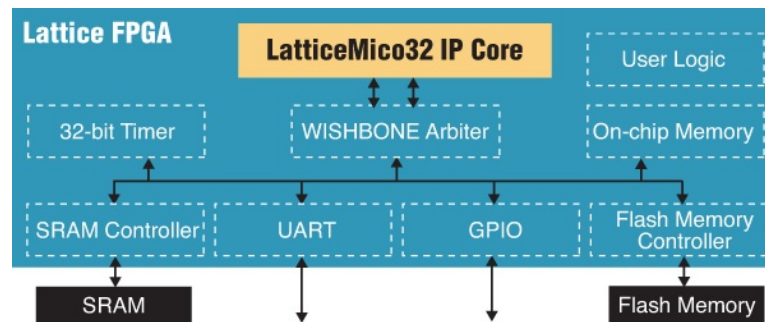 Lattice FPGA
LatticeMico32 IP Core
User Logic
32-bit Timer
WISHBONE Arbiter
On-chip Memory
SRAM Controller
UART
GPIO
Flash Memory
Controller
SRAM
Flash Memory